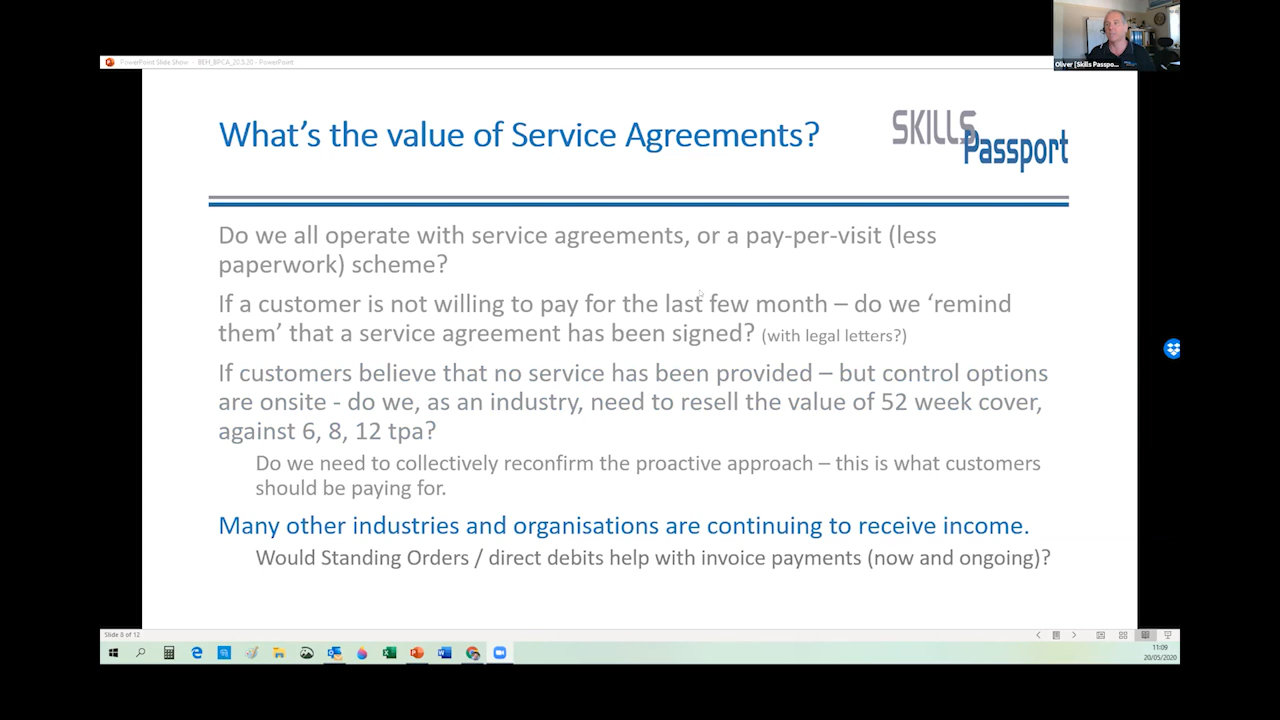 PowerPoint Slide Show - BEH_BPCA_20.5.20 - PowerPoint
Oliver [Skills Passpo...
What's the value of Service Agreements?
SKILLS
Passport
Do we all operate with service agreements, or a pay-per-visit (less
paperwork) scheme?
If a customer is not willing to pay for the last few month – do we ‘remind
them’ that a service agreement has been signed? (with legal letters?)
If customers believe that no service has been provided – but control options
are onsite - do we, as an industry, need to resell the value of 52 week cover,
against 6, 8, 12 tpa?
Do we need to collectively reconfirm the proactive approach – this is what customers
should be paying for.
Many other industries and organisations are continuing to receive income.
Would Standing Orders / direct debits help with invoice payments (now and ongoing)?
Slide 8 of 12
11:09
20/05/2020